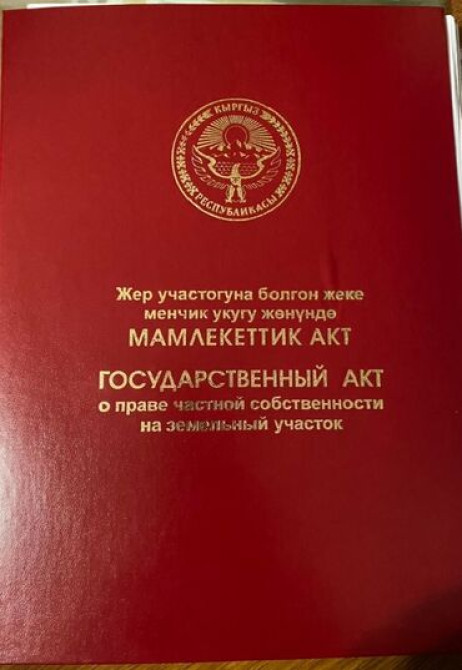 КЫРГЫЗ
РЕСПУБЛИКАСЫ
Жер участогуна болгон жеке
менчик укугу жөнүндө
МАМЛЕКЕТТИК АКТ
ГОСУДАРСТВЕННЫЙ АКТ
о праве частной собственности
на земельный участок